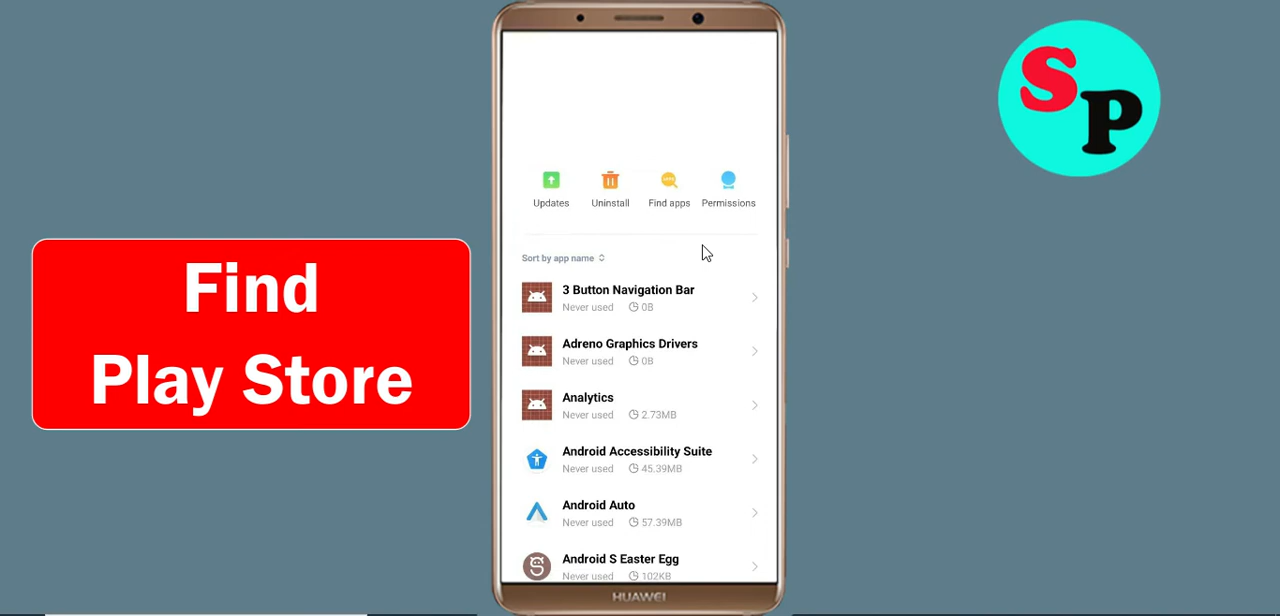 SP
Find
Play Store
Updates Uninstall Find apps Permissions
Sort by app name
3 Button Navigation Bar
Never used 0B
Adreno Graphics Drivers
Never used 0B
Analytics
Never used 2.73MB
Android Accessibility Suite
Never used 45.39MB
Android Auto
Never used 57.39MB
Android S Easter Egg
Never used 102KB
HUAWEI